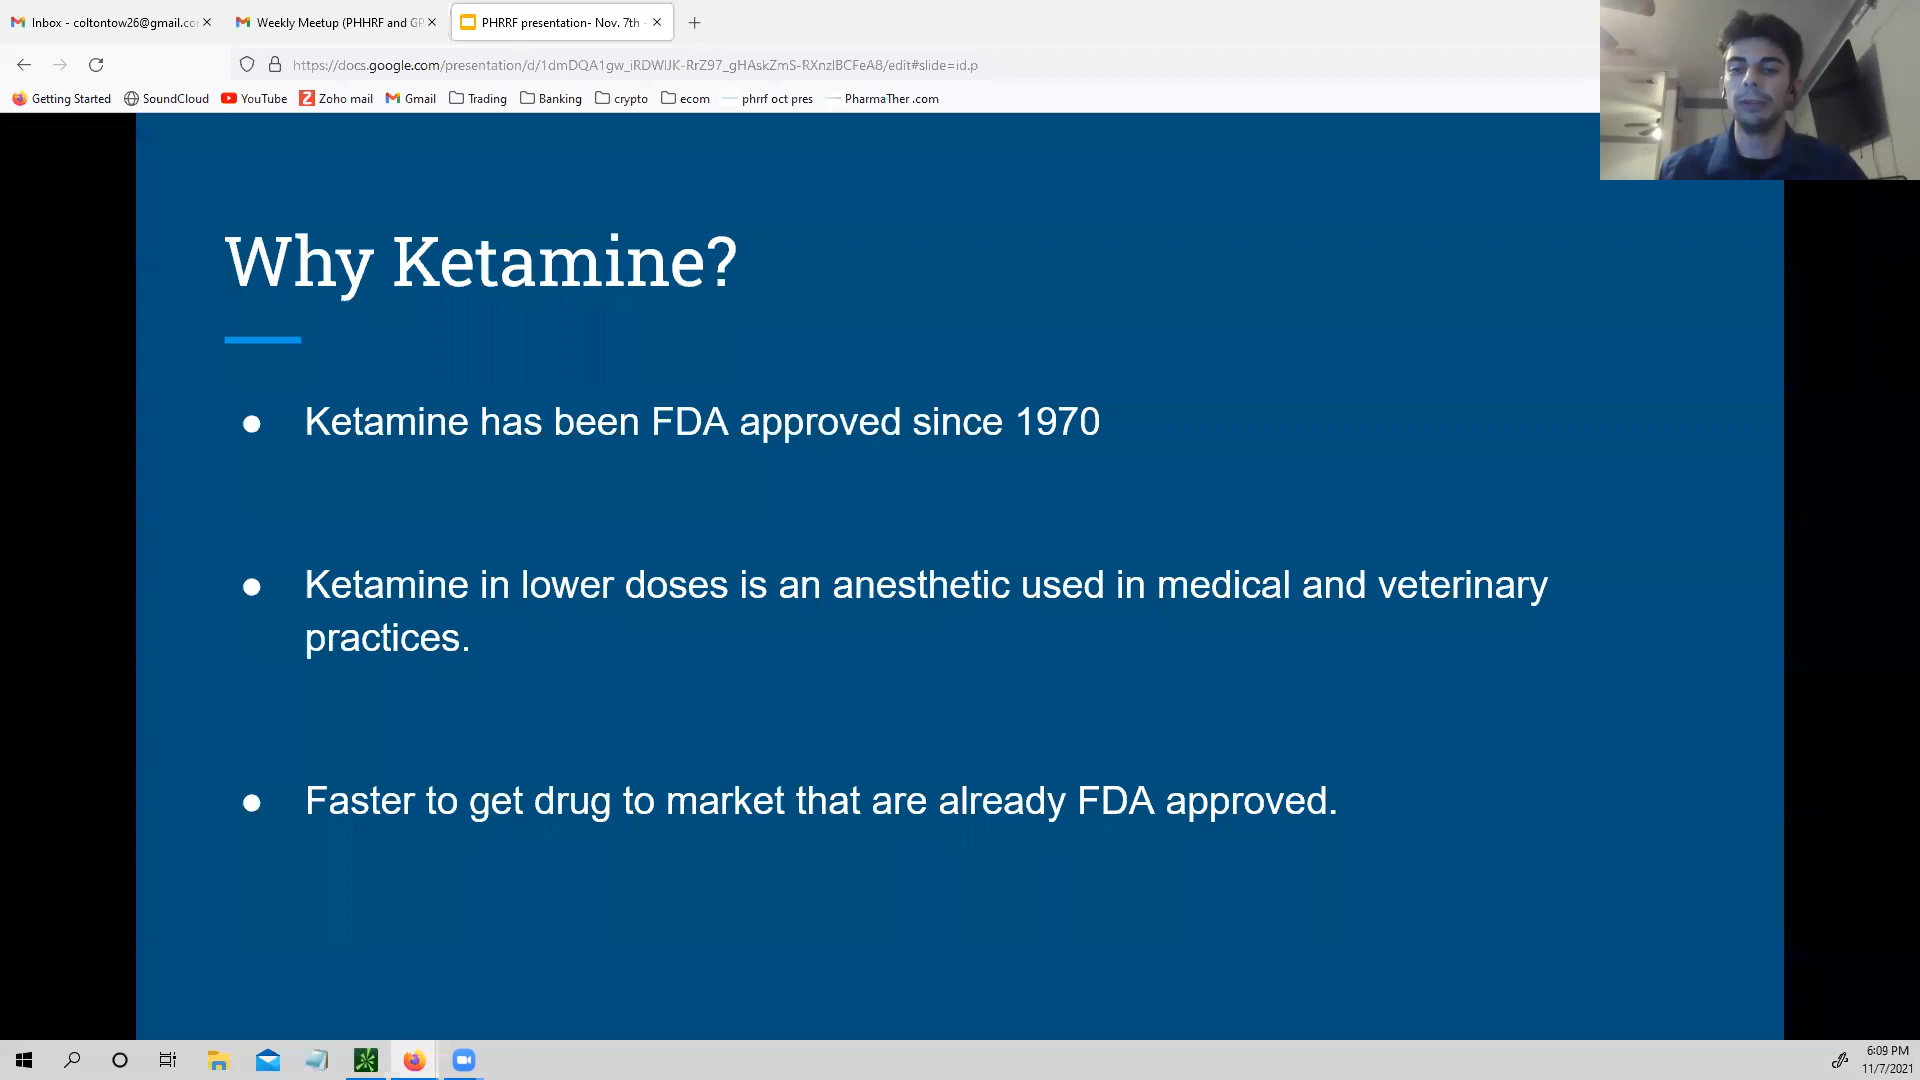 Inbox - coltontow26@gmail.co
Weekly Meetup (PHHRF and GP
PHRRF presentation- Nov. 7th -
https://docs.google.com/presentation/d/1dmDQA1gw_iRDWIJK-RrZ97_gHAskZmS-RXnzlBCFeA8/edit#slide=id.p
Getting Started SoundCloud YouTube Zoho mail Gmail Trading Banking crypto ecom phrrf oct pres PharmaTher .com
Why Ketamine?
● Ketamine has been FDA approved since 1970
● Ketamine in lower doses is an anesthetic used in medical and veterinary
practices.
● Faster to get drug to market that are already FDA approved.
6:09 PM
11/7/2021